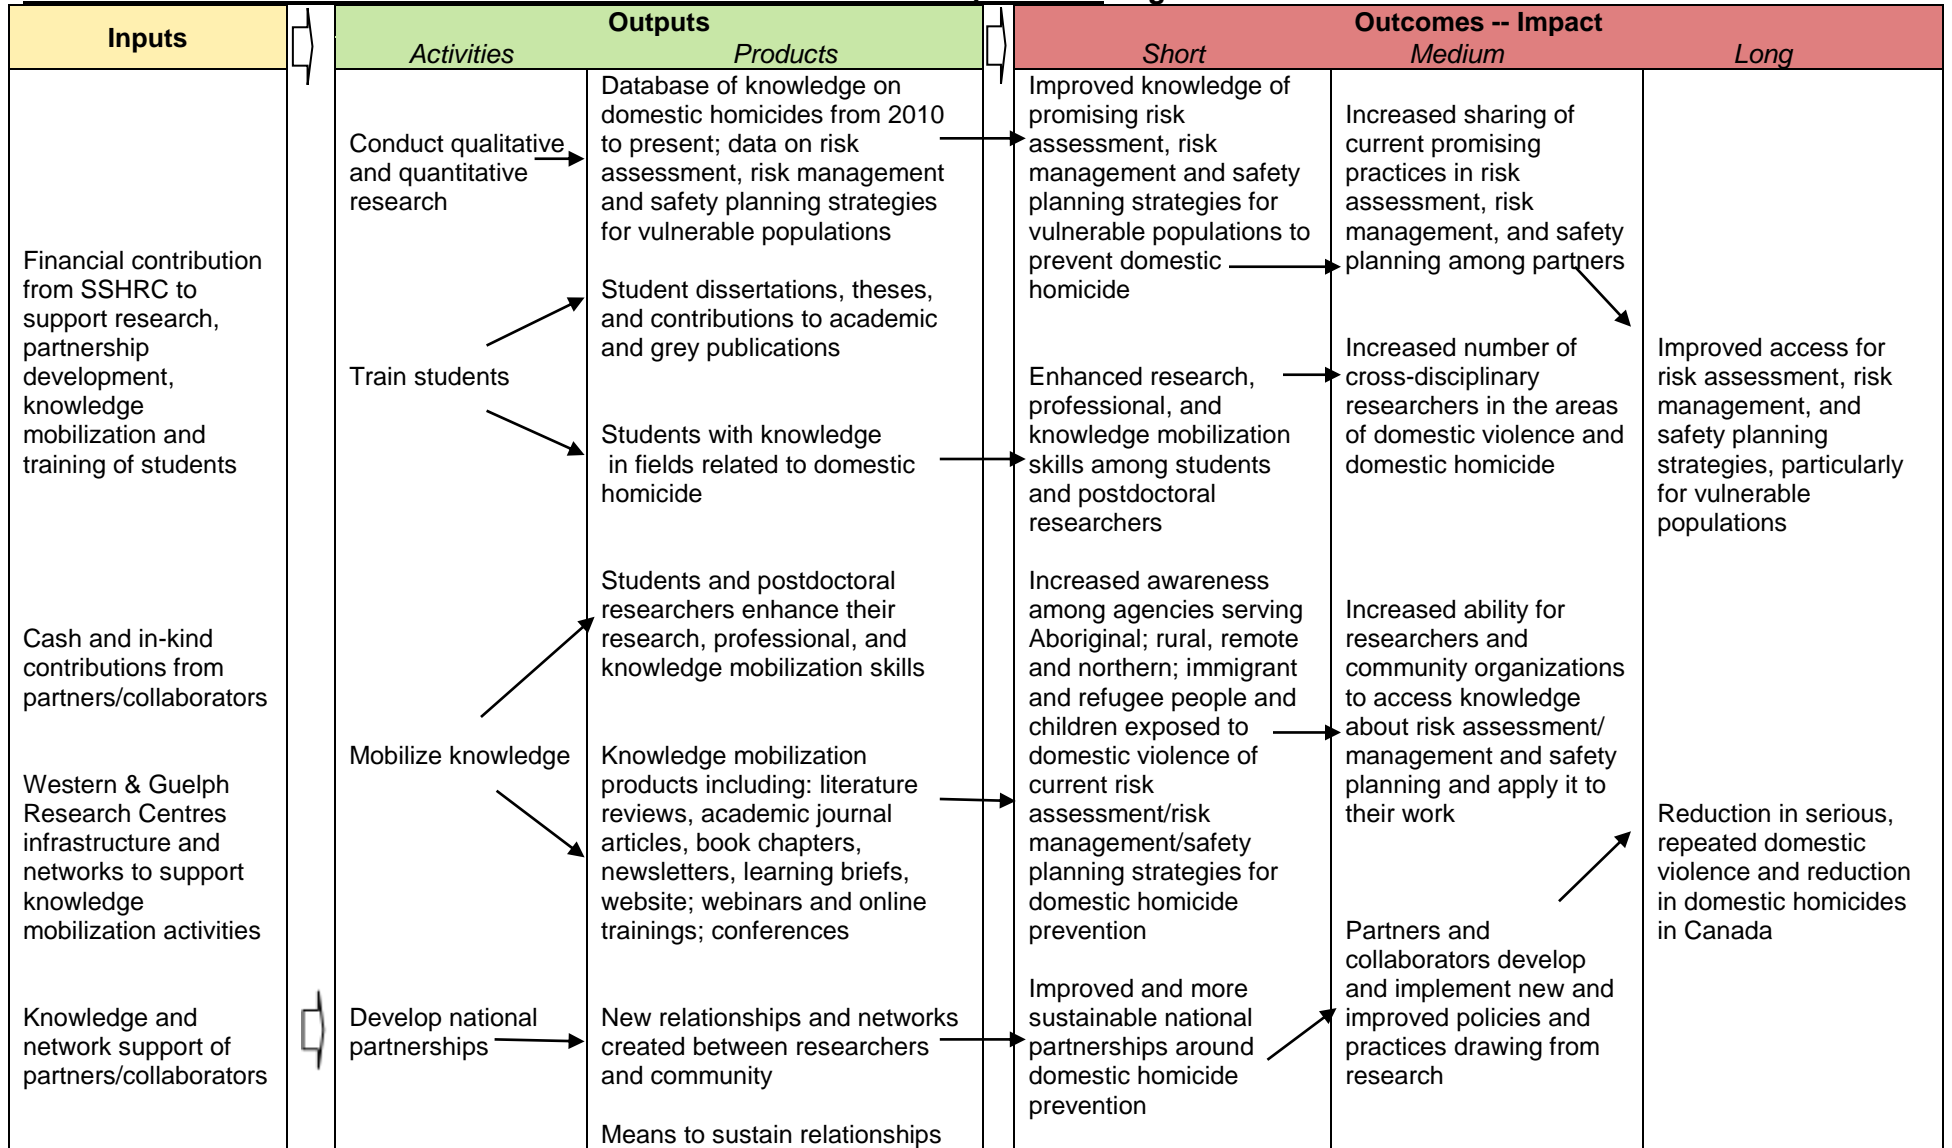 Inputs
Outputs
Activities
Products
Outcomes -- Impact
Short
Medium
Long
Financial contribution
from SSHRC to
support research,
partnership
development,
knowledge
mobilization and
training of students
Cash and in-kind
contributions from
partners/collaborators
Western & Guelph
Research Centres
infrastructure and
networks to support
knowledge
mobilization activities
Knowledge and
network support of
partners/collaborators
Conduct qualitative
and quantitative
research
Train students
Mobilize knowledge
Develop national
partnerships
Database of knowledge on
domestic homicides from 2010
to present; data on risk
assessment, risk management
and safety planning strategies
for vulnerable populations
Student dissertations, theses,
and contributions to academic
and grey publications
Students with knowledge
in fields related to domestic
homicide
Students and postdoctoral
researchers enhance their
research, professional, and
knowledge mobilization skills
Knowledge mobilization
products including: literature
reviews, academic journal
articles, book chapters,
newsletters, learning briefs,
website; webinars and online
trainings; conferences
New relationships and networks
created between researchers
and community
Means to sustain relationships
Improved knowledge of
promising risk
assessment, risk
management and safety
planning strategies for
vulnerable populations to
prevent domestic
homicide
Enhanced research,
professional, and
knowledge mobilization
skills among students
and postdoctoral
researchers
Increased awareness
among agencies serving
Aboriginal; rural, remote
and northern; immigrant
and refugee people and
children exposed to
domestic violence of
current risk
assessment/risk
management/safety
planning strategies for
domestic homicide
prevention
Improved and more
sustainable national
partnerships around
domestic homicide
prevention
Increased sharing of
current promising
practices in risk
assessment, risk
management, and safety
planning among partners
Increased number of
cross-disciplinary
researchers in the areas
of domestic violence and
domestic homicide
Increased ability for
researchers and
community organizations
to access knowledge
about risk assessment/
management and safety
planning and apply it to
their work
Partners and
collaborators develop
and implement new and
improved policies and
practices drawing from
research
Improved access for
risk assessment, risk
management, and
safety planning
strategies, particularly
for vulnerable
populations
Reduction in serious,
repeated domestic
violence and reduction
in domestic homicides
in Canada